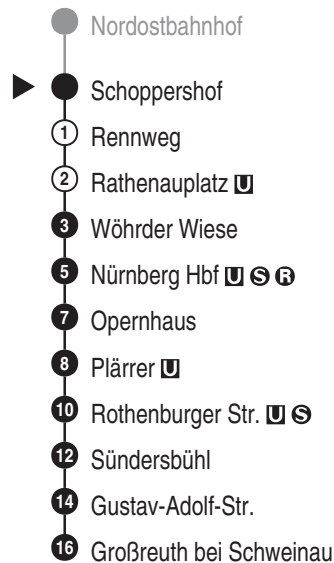 Nordostbahnhof
Schoppershof
1 Rennweg
2 Rathenauplatz U
3 Wöhrder Wiese
5 Nürnberg Hbf U S R
7 Opernhaus
8 Plärrer U
10 Rothenburger Str. U S
12 Sündersbühl
14 Gustav-Adolf-Str.
16 Großreuth bei Schweinau